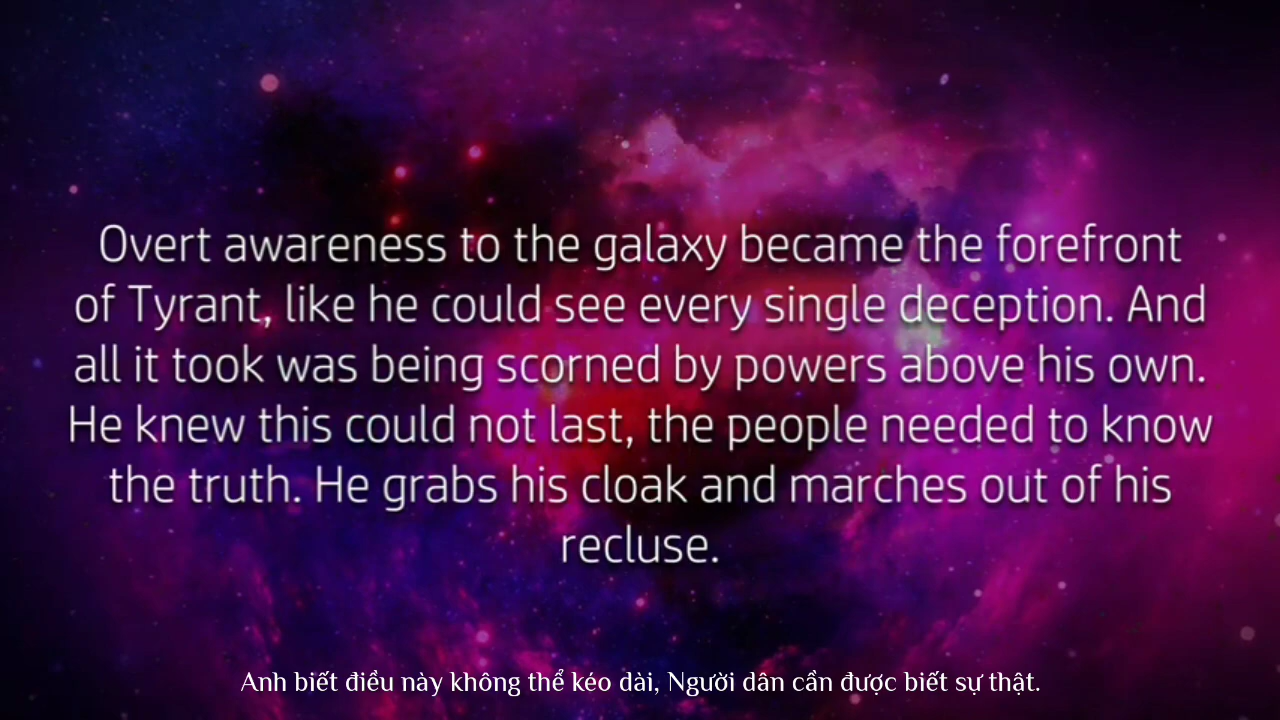 Overt awareness to the galaxy became the forefront
of Tyrant, like he could see every single deception. And
all it took was being scorned by powers above his own.
He knew this could not last, the people needed to know
the truth. He grabs his cloak and marches out of his
recluse.
Anh biết điều này không thể kéo dài, Người dân cần được biết sự thật.